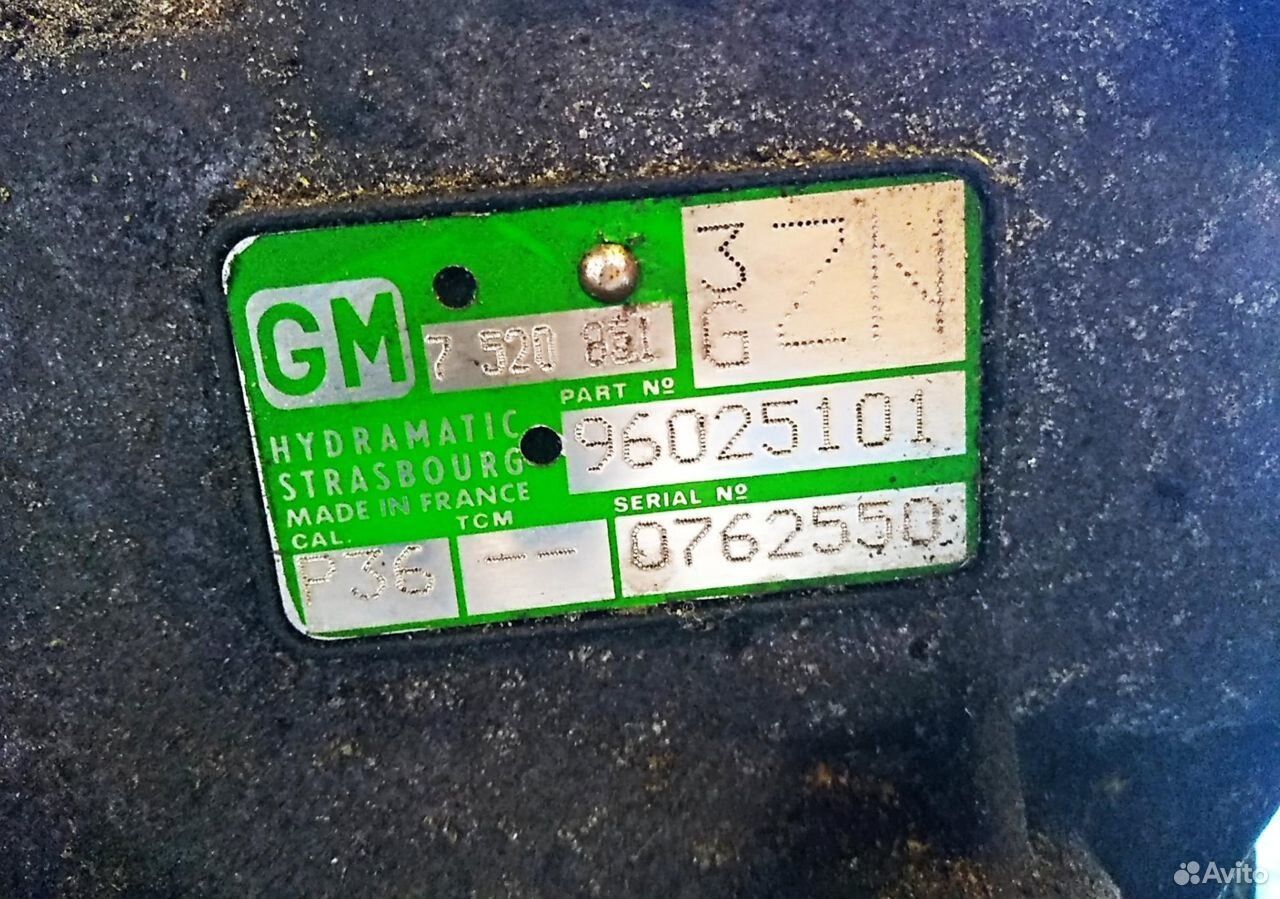 GM
7 520 851
3 ZN
G
PART Nº
96025101
HYDRAMATIC
STRASBOURG
MADE IN FRANCE
CAL.
P36
TCM
--
SERIAL Nº
0762550
Avito